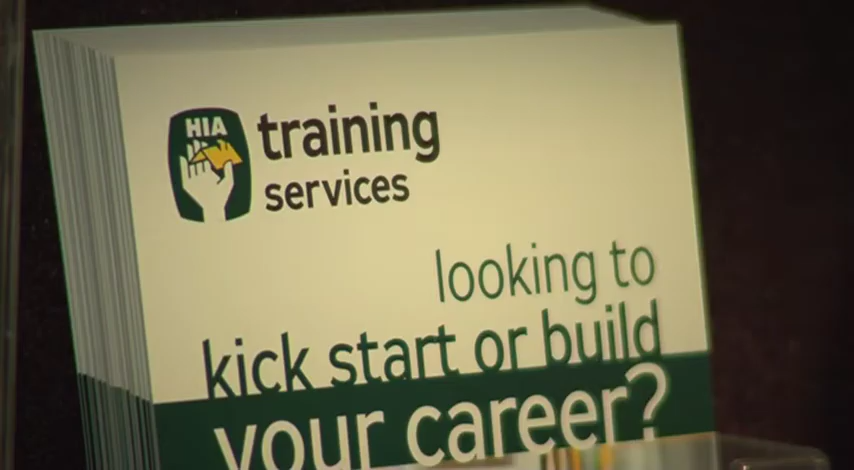 HIA
training
services
looking to
kick start or build
your career?